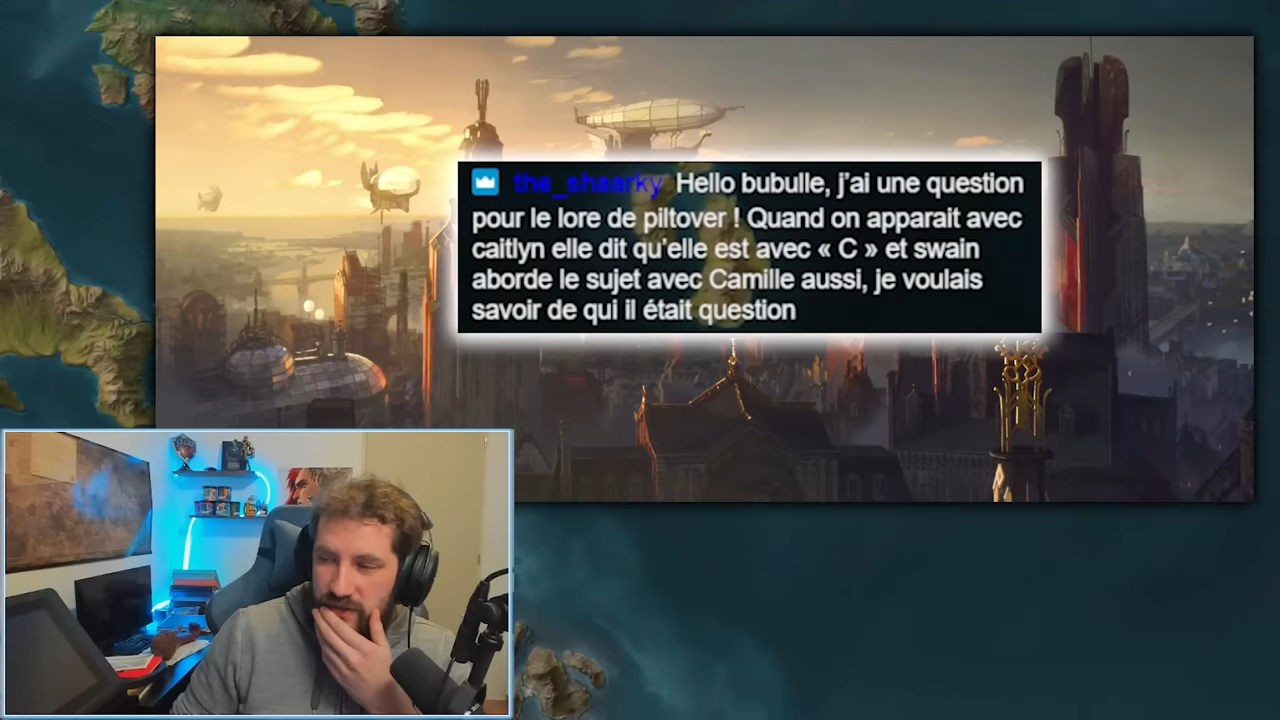 the_shaarky Hello bubulle, j'ai une question
pour le lore de piltover ! Quand on apparait avec
caitlyn elle dit qu'elle est avec « C » et swain
aborde le sujet avec Camille aussi, je voulais
savoir de qui il était question